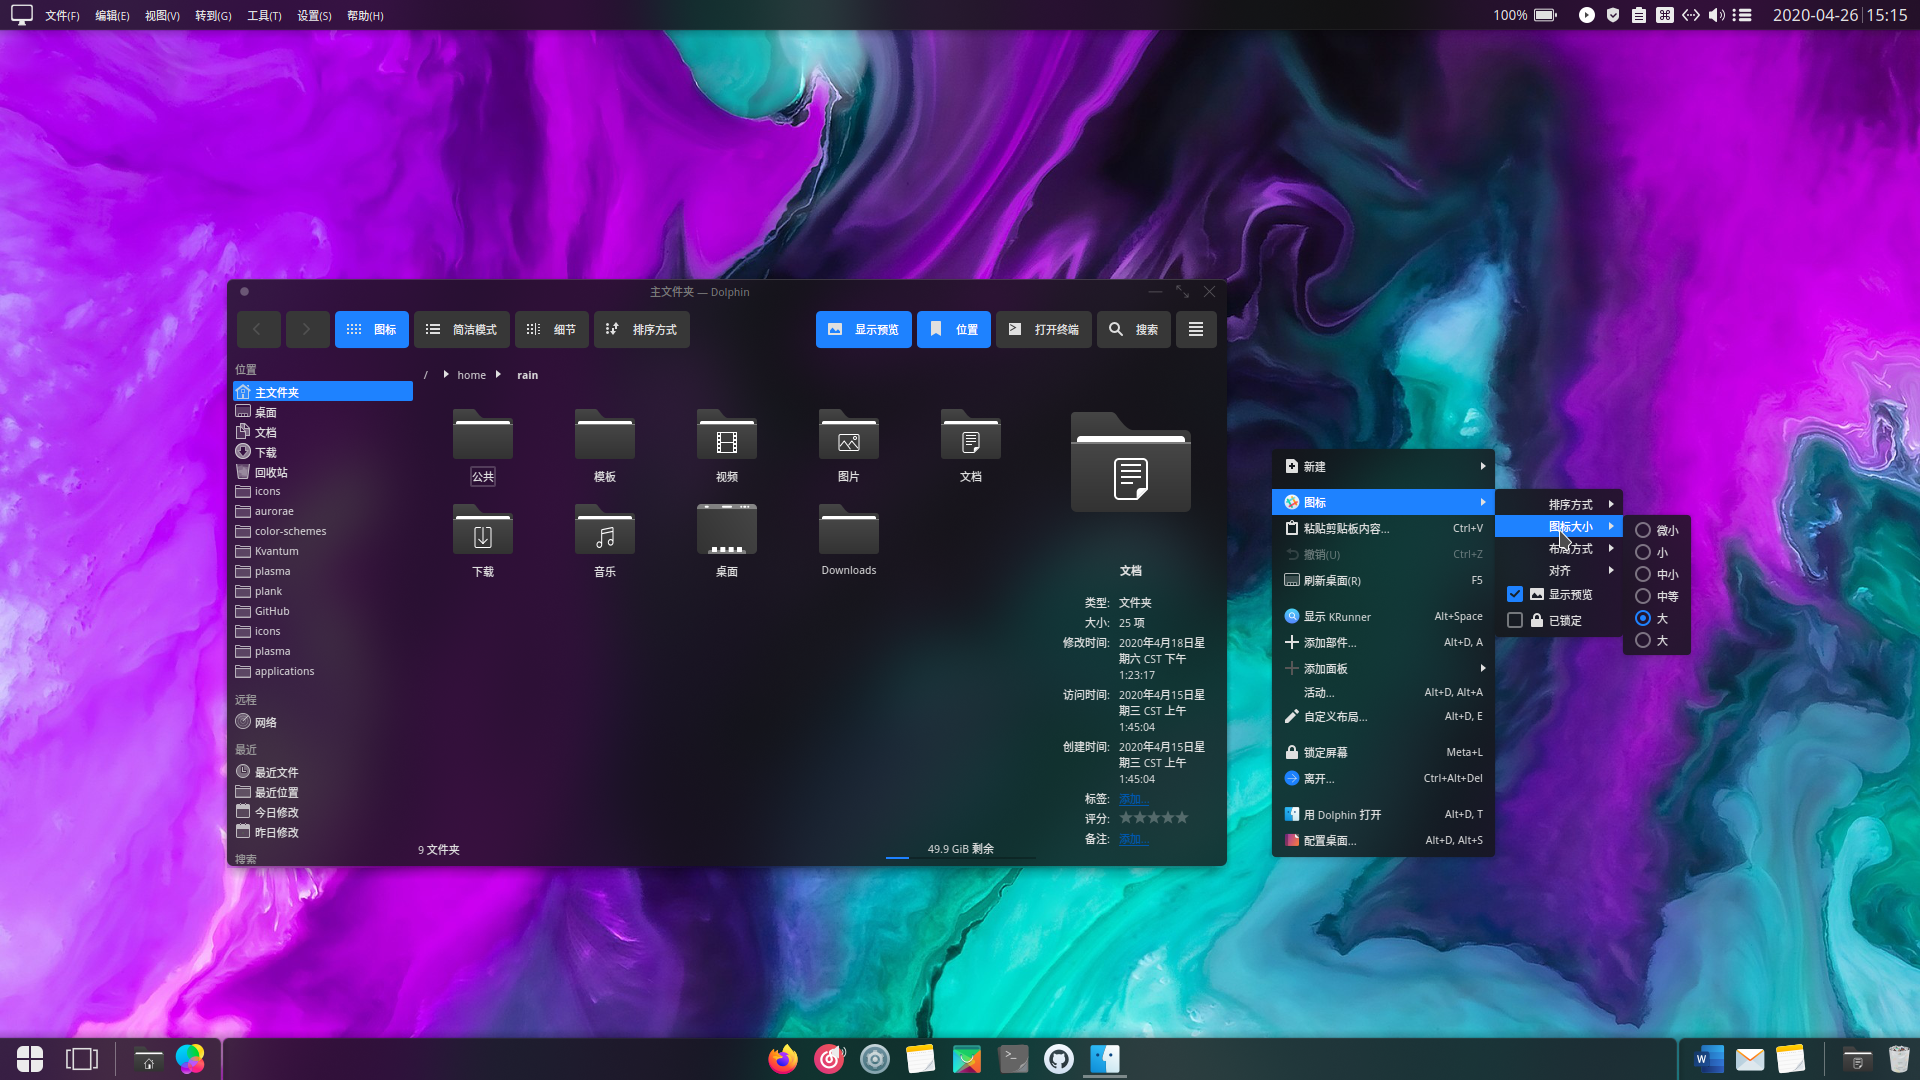 文件(F) 编辑(E) 视图(V) 转到(G) 工具(T) 设置(S) 帮助(H)
100%
2020-04-26 15:15
主文件夹 — Dolphin
图标 简洁模式 细节 排序方式
显示预览 位置 打开终端 搜索
位置
主文件夹
桌面
文档
下载
回收站
icons
aurorae
color-schemes
Kvantum
plasma
plank
GitHub
icons
plasma
applications
远程
网络
最近
最近文件
最近位置
今日修改
昨日修改
搜索
/ home rain
公共 模板 视频 图片 文档
下载 音乐 桌面 Downloads
9 文件夹
49.9 GiB 剩余
文档
类型: 文件夹
大小: 25 项
修改时间: 2020年4月18日星
期六 CST 下午
1:23:17
访问时间: 2020年4月15日星
期三 CST 上午
1:45:04
创建时间: 2020年4月15日星
期三 CST 上午
1:45:04
标签: 添加...
评分:
备注: 添加...
新建
图标
粘贴剪贴板内容... Ctrl+V
撤销(U) Ctrl+Z
刷新桌面(R) F5
显示 KRunner Alt+Space
添加部件... Alt+D, A
添加面板
活动... Alt+D, Alt+A
自定义布局... Alt+D, E
锁定屏幕 Meta+L
离开... Ctrl+Alt+Del
用 Dolphin 打开 Alt+D, T
配置桌面... Alt+D, Alt+S
排序方式
图标大小
布局方式
对齐
显示预览
已锁定
微小
小
中小
中等
大
大
W